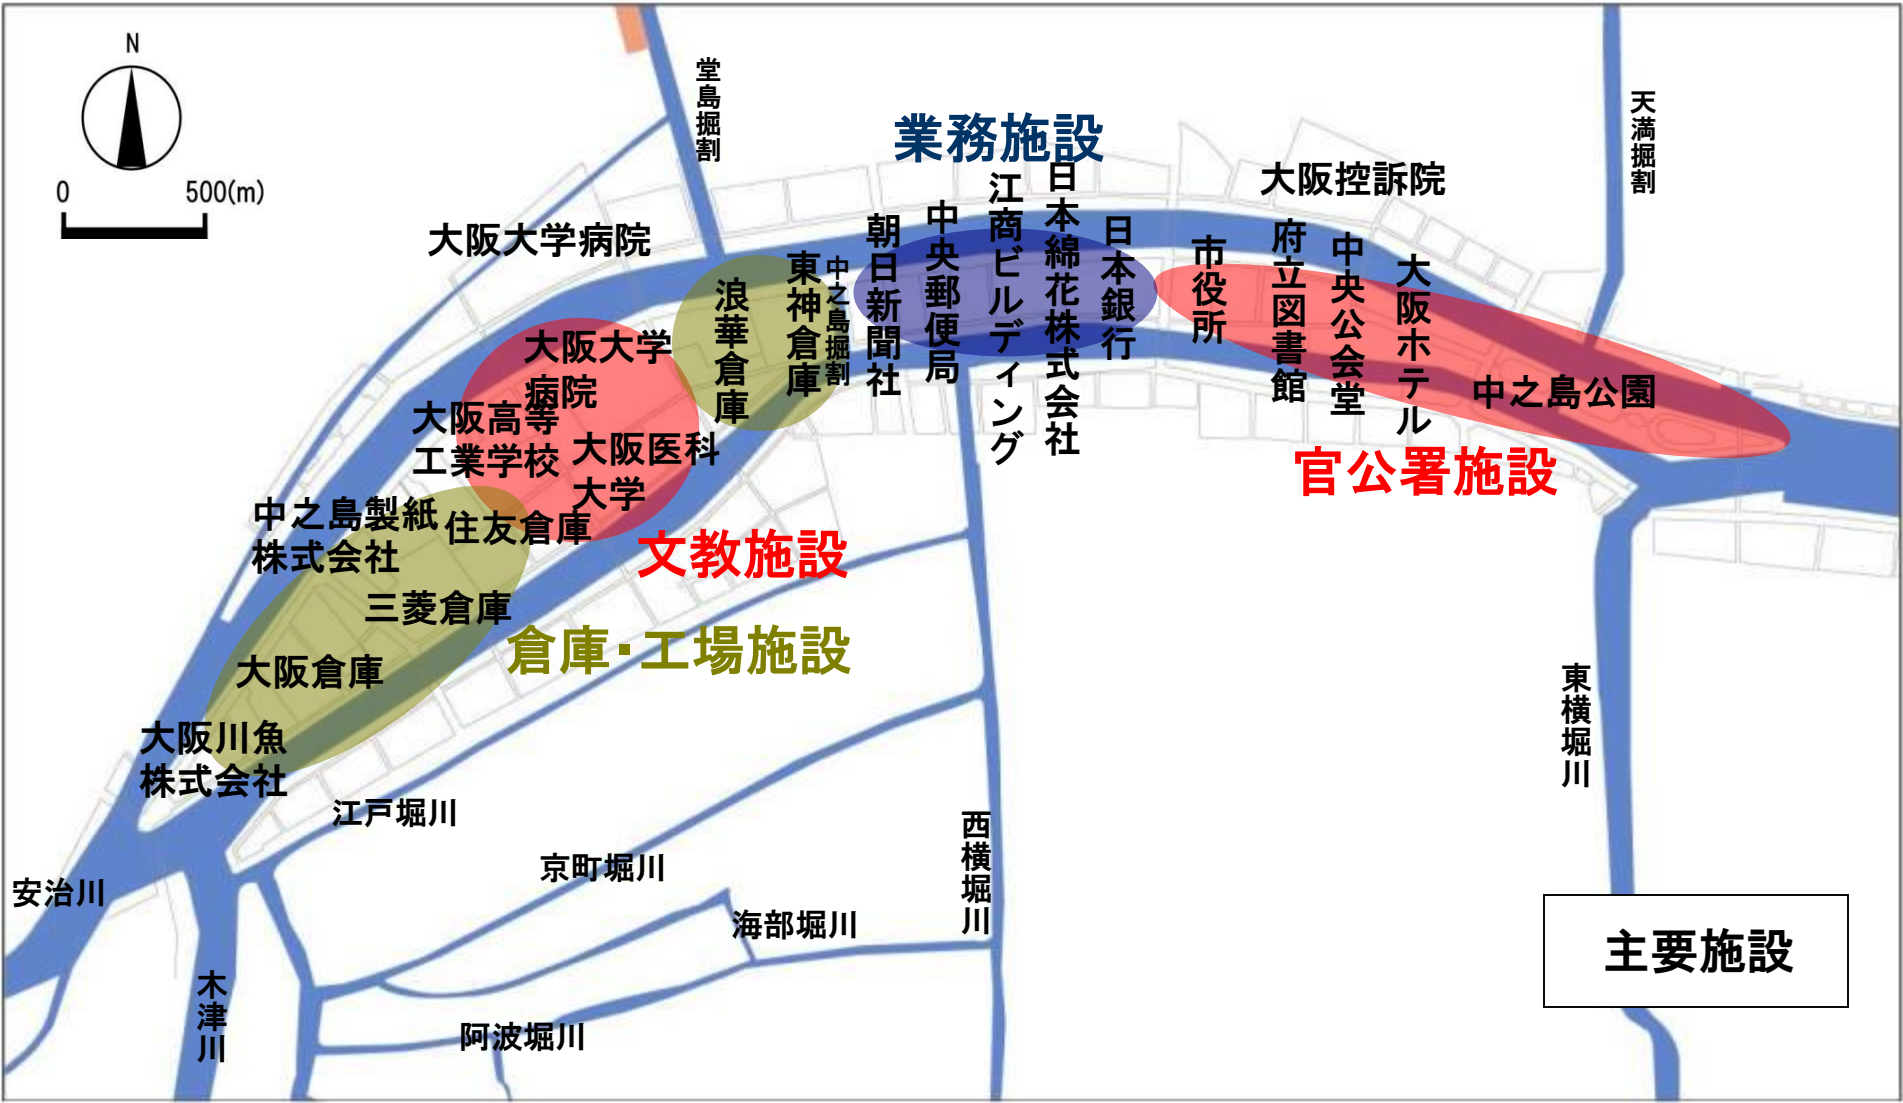 N
0 500(m)
堂島掘割
天満掘割
業務施設
大阪控訴院
大阪大学病院
浪華倉庫
東神倉庫
中之島掘割
朝日新聞社
中央郵便局
江商ビルディング
日本綿花株式会社
日本銀行
市役所
府立図書館
中央公会堂
大阪ホテル
中之島公園
官公署施設
大阪大学
病院
大阪高等
工業学校
大阪医科
大学
文教施設
中之島製紙
株式会社
住友倉庫
三菱倉庫
倉庫・工場施設
大阪倉庫
大阪川魚
株式会社
江戸堀川
京町堀川
海部堀川
阿波堀川
西横堀川
東横堀川
安治川
木津川
主要施設